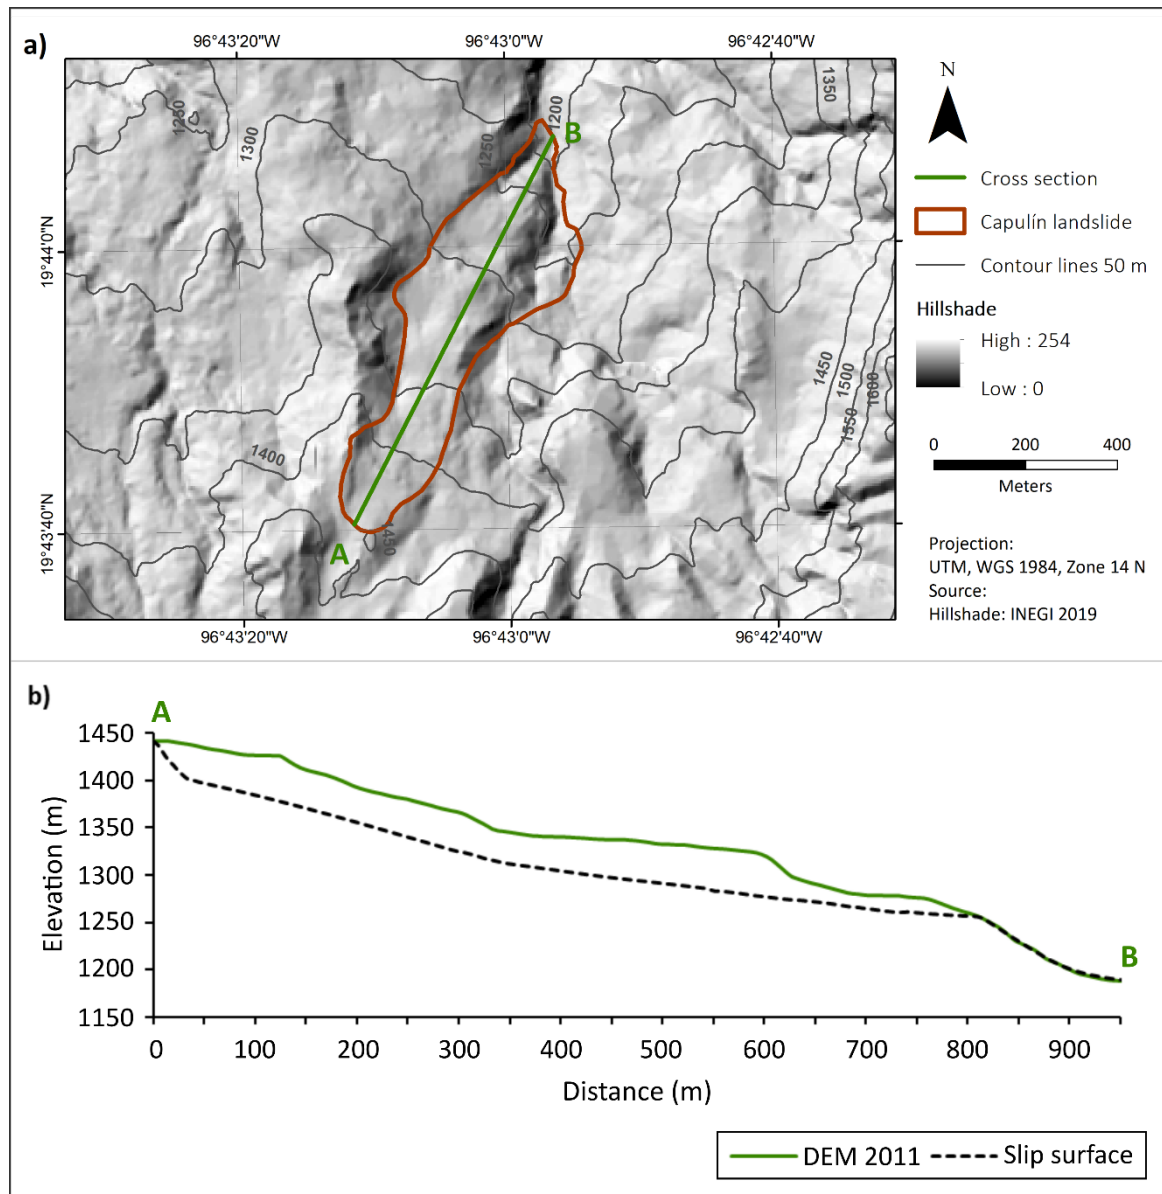 a)
96°43'20"W 96°43'0"W 96°42'40"W
19°44'0"N
19°43'40"N
1250
1300
1250
1200
1350
B
1400
1450
1450
1500
1550
1600
A
96°43'20"W 96°43'0"W 96°42'40"W
N
Cross section
Capulín landslide
Contour lines 50 m
Hillshade
High : 254
Low : 0
0 200 400
Meters
Projection:
UTM, WGS 1984, Zone 14 N
Source:
Hillshade: INEGI 2019
b)
A
B
Elevation (m)
1450
1400
1350
1300
1250
1200
1150
0 100 200 300 400 500 600 700 800 900
Distance (m)
DEM 2011 Slip surface